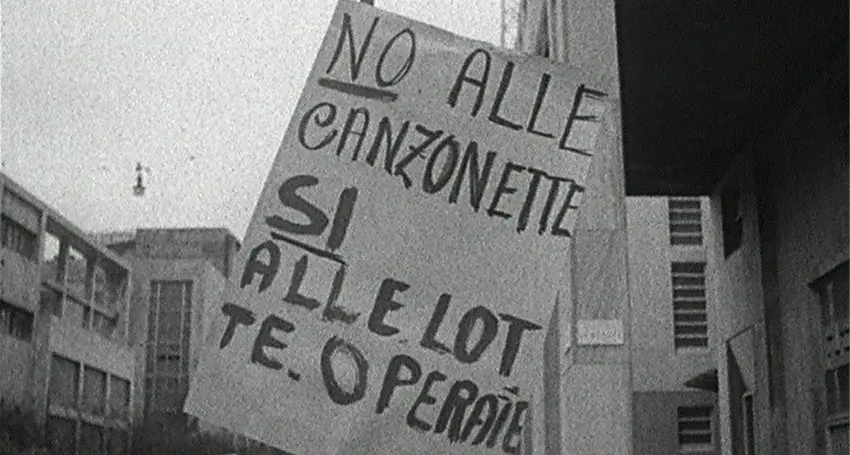 NO ALLE
CANZONETTE
SI
ALLE LOT
TE. OPERAIE